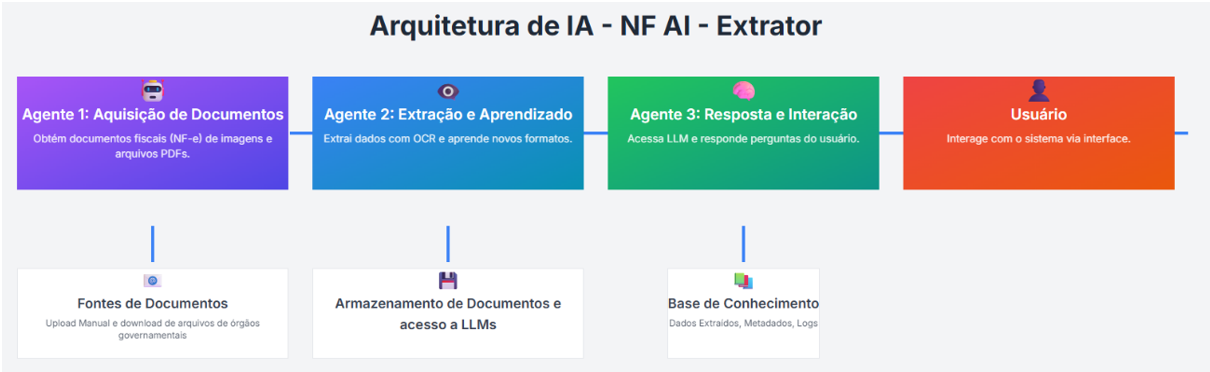 Arquitetura de IA - NF AI - Extrator
Agente 1: Aquisição de Documentos
Obtém documentos fiscais (NF-e) de imagens e
arquivos PDFs.
Agente 2: Extração e Aprendizado
Extrai dados com OCR e aprende novos formatos.
Agente 3: Resposta e Interação
Acessa LLM e responde perguntas do usuário.
Usuário
Interage com o sistema via interface.
Fontes de Documentos
Upload Manual e download de arquivos de órgãos
governamentais
Armazenamento de Documentos e
acesso a LLMs
Base de Conhecimento
Dados Extraídos, Metadados, Logs